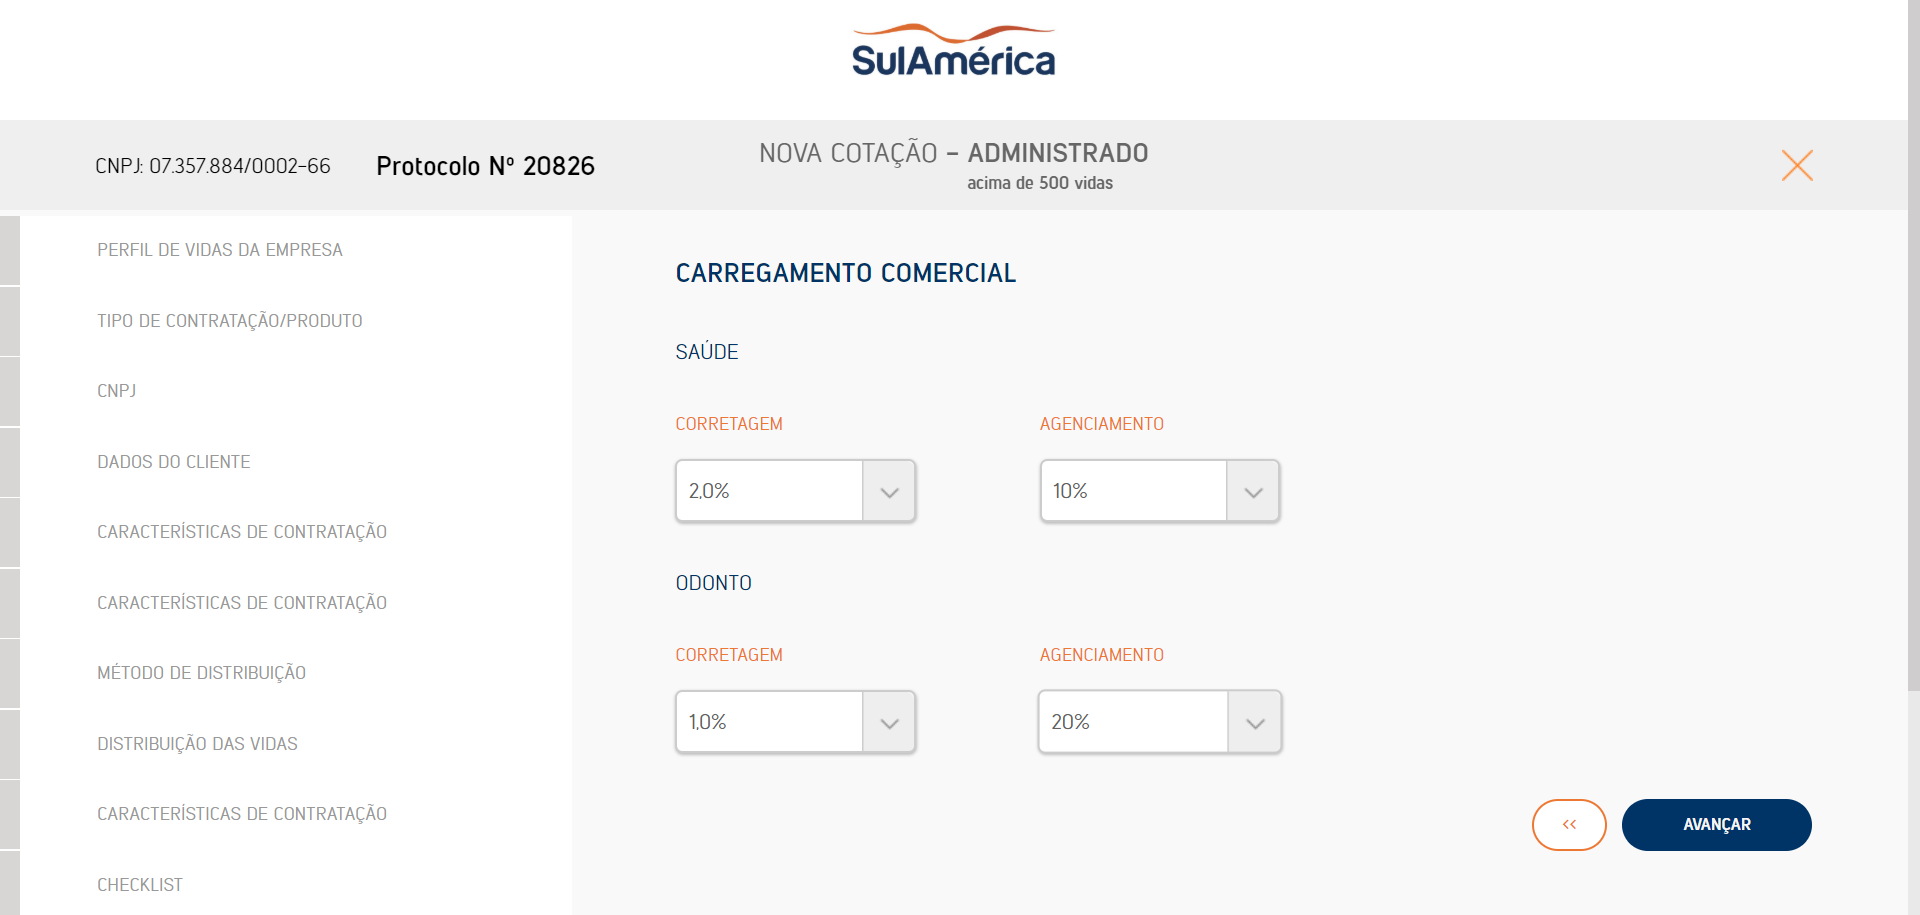 SulAmérica
CNPJ: 07.357.884/0002-66
Protocolo Nº 20826
NOVA COTAÇÃO - ADMINISTRADO
acima de 500 vidas
PERFIL DE VIDAS DA EMPRESA
TIPO DE CONTRATAÇÃO/PRODUTO
CNPJ
DADOS DO CLIENTE
CARACTERÍSTICAS DE CONTRATAÇÃO
CARACTERÍSTICAS DE CONTRATAÇÃO
MÉTODO DE DISTRIBUIÇÃO
DISTRIBUIÇÃO DAS VIDAS
CARACTERÍSTICAS DE CONTRATAÇÃO
CHECKLIST
CARREGAMENTO COMERCIAL
SAÚDE
CORRETAGEM AGENCIAMENTO
2,0% 10%
ODONTO
CORRETAGEM AGENCIAMENTO
1,0% 20%
<< AVANÇAR